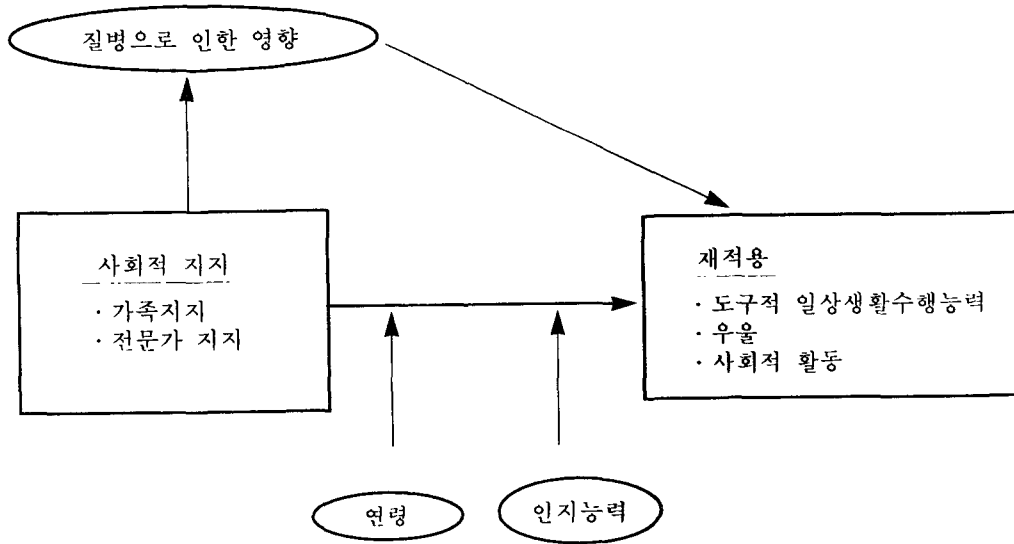 질병으로 인한 영향
사회적 지지
· 가족지지
· 전문가 지지
재적용
· 도구적 일상생활수행능력
· 우울
· 사회적 활동
연령
인지능력